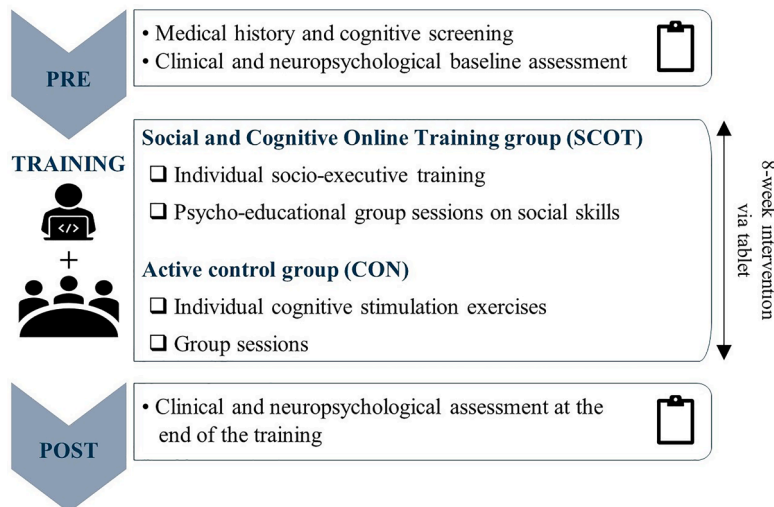 PRE
• Medical history and cognitive screening
• Clinical and neuropsychological baseline assessment
TRAINING
</>
+
Social and Cognitive Online Training group (SCOT)
❑ Individual socio-executive training
❑ Psycho-educational group sessions on social skills
Active control group (CON)
❑ Individual cognitive stimulation exercises
❑ Group sessions
8-week intervention
via tablet
POST
• Clinical and neuropsychological assessment at the
end of the training